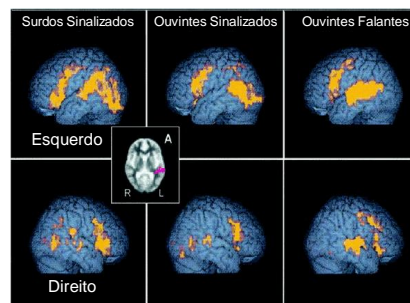 Surdos Sinalizados
Ouvintes Sinalizados
Ouvintes Falantes
Esquerdo
A
R L
Direito